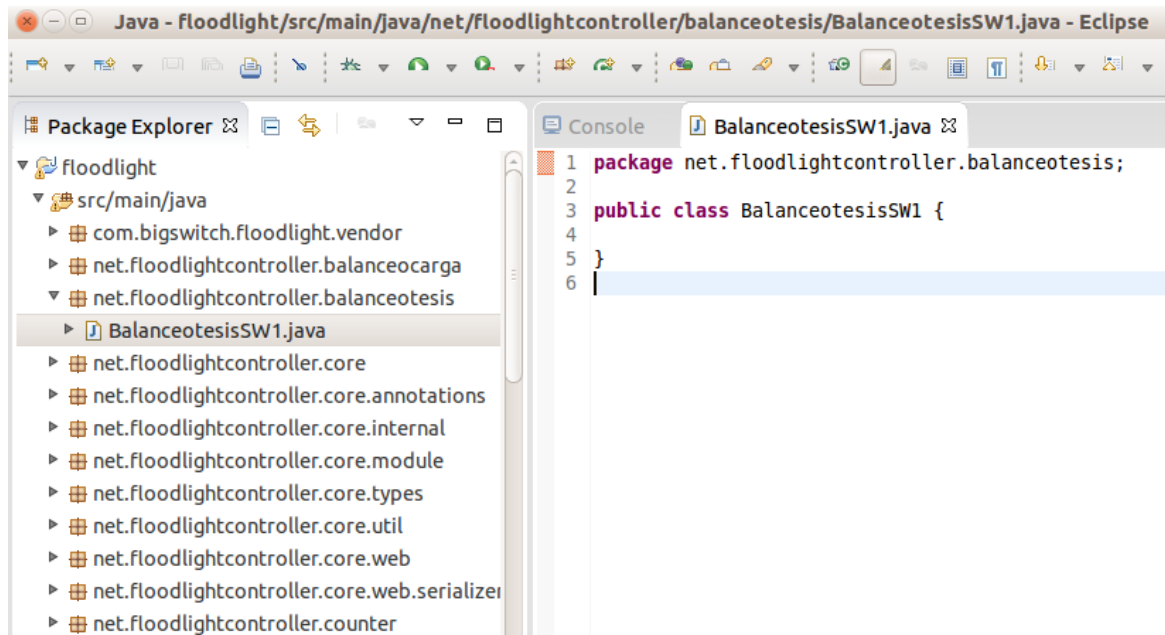 Java - floodlight/src/main/java/net/floodlightcontroller/balanceotesis/BalanceotesisSW1.java - Eclipse
Package Explorer
floodlight
src/main/java
com.bigswitch.floodlight.vendor
net.floodlightcontroller.balanceocarga
net.floodlightcontroller.balanceotesis
BalanceotesisSW1.java
net.floodlightcontroller.core
net.floodlightcontroller.core.annotations
net.floodlightcontroller.core.internal
net.floodlightcontroller.core.module
net.floodlightcontroller.core.types
net.floodlightcontroller.core.util
net.floodlightcontroller.core.web
net.floodlightcontroller.core.web.serializer
net.floodlightcontroller.counter
Console BalanceotesisSW1.java
1 package net.floodlightcontroller.balanceotesis;
2
3 public class BalanceotesisSW1 {
4
5 }
6